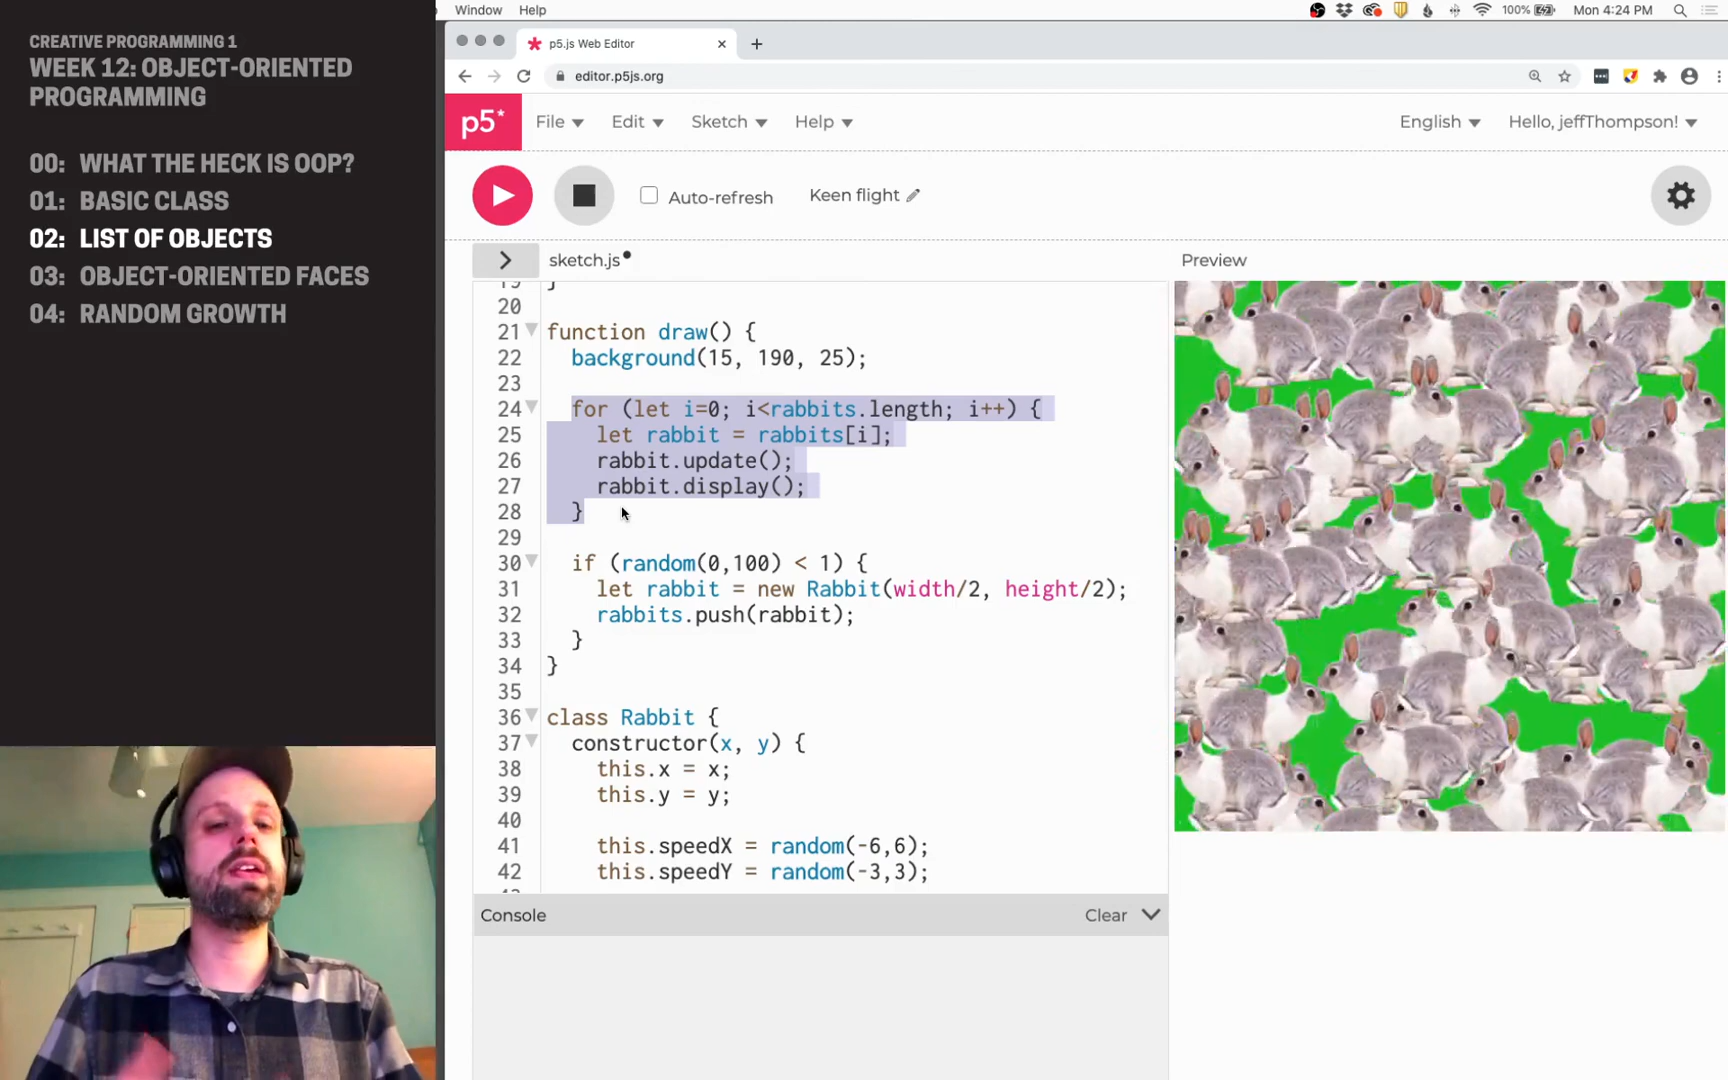 CREATIVE PROGRAMMING 1
WEEK 12: OBJECT-ORIENTED
PROGRAMMING
00: WHAT THE HECK IS OOP?
01: BASIC CLASS
02: LIST OF OBJECTS
03: OBJECT-ORIENTED FACES
04: RANDOM GROWTH
Window Help 100% Mon 4:24 PM
p5.js Web Editor
editor.p5js.org
p5* File Edit Sketch Help English Hello, jeffThompson!
Auto-refresh Keen flight
sketch.js
Preview
19 }
20
21 function draw() {
22 background(15, 190, 25);
23
24 for (let i=0; i<rabbits.length; i++) {
25 let rabbit = rabbits[i];
26 rabbit.update();
27 rabbit.display();
28 }
29
30 if (random(0,100) < 1) {
31 let rabbit = new Rabbit(width/2, height/2);
32 rabbits.push(rabbit);
33 }
34 }
35
36 class Rabbit {
37 constructor(x, y) {
38 this.x = x;
39 this.y = y;
40
41 this.speedX = random(-6,6);
42 this.speedY = random(-3,3);
Console Clear